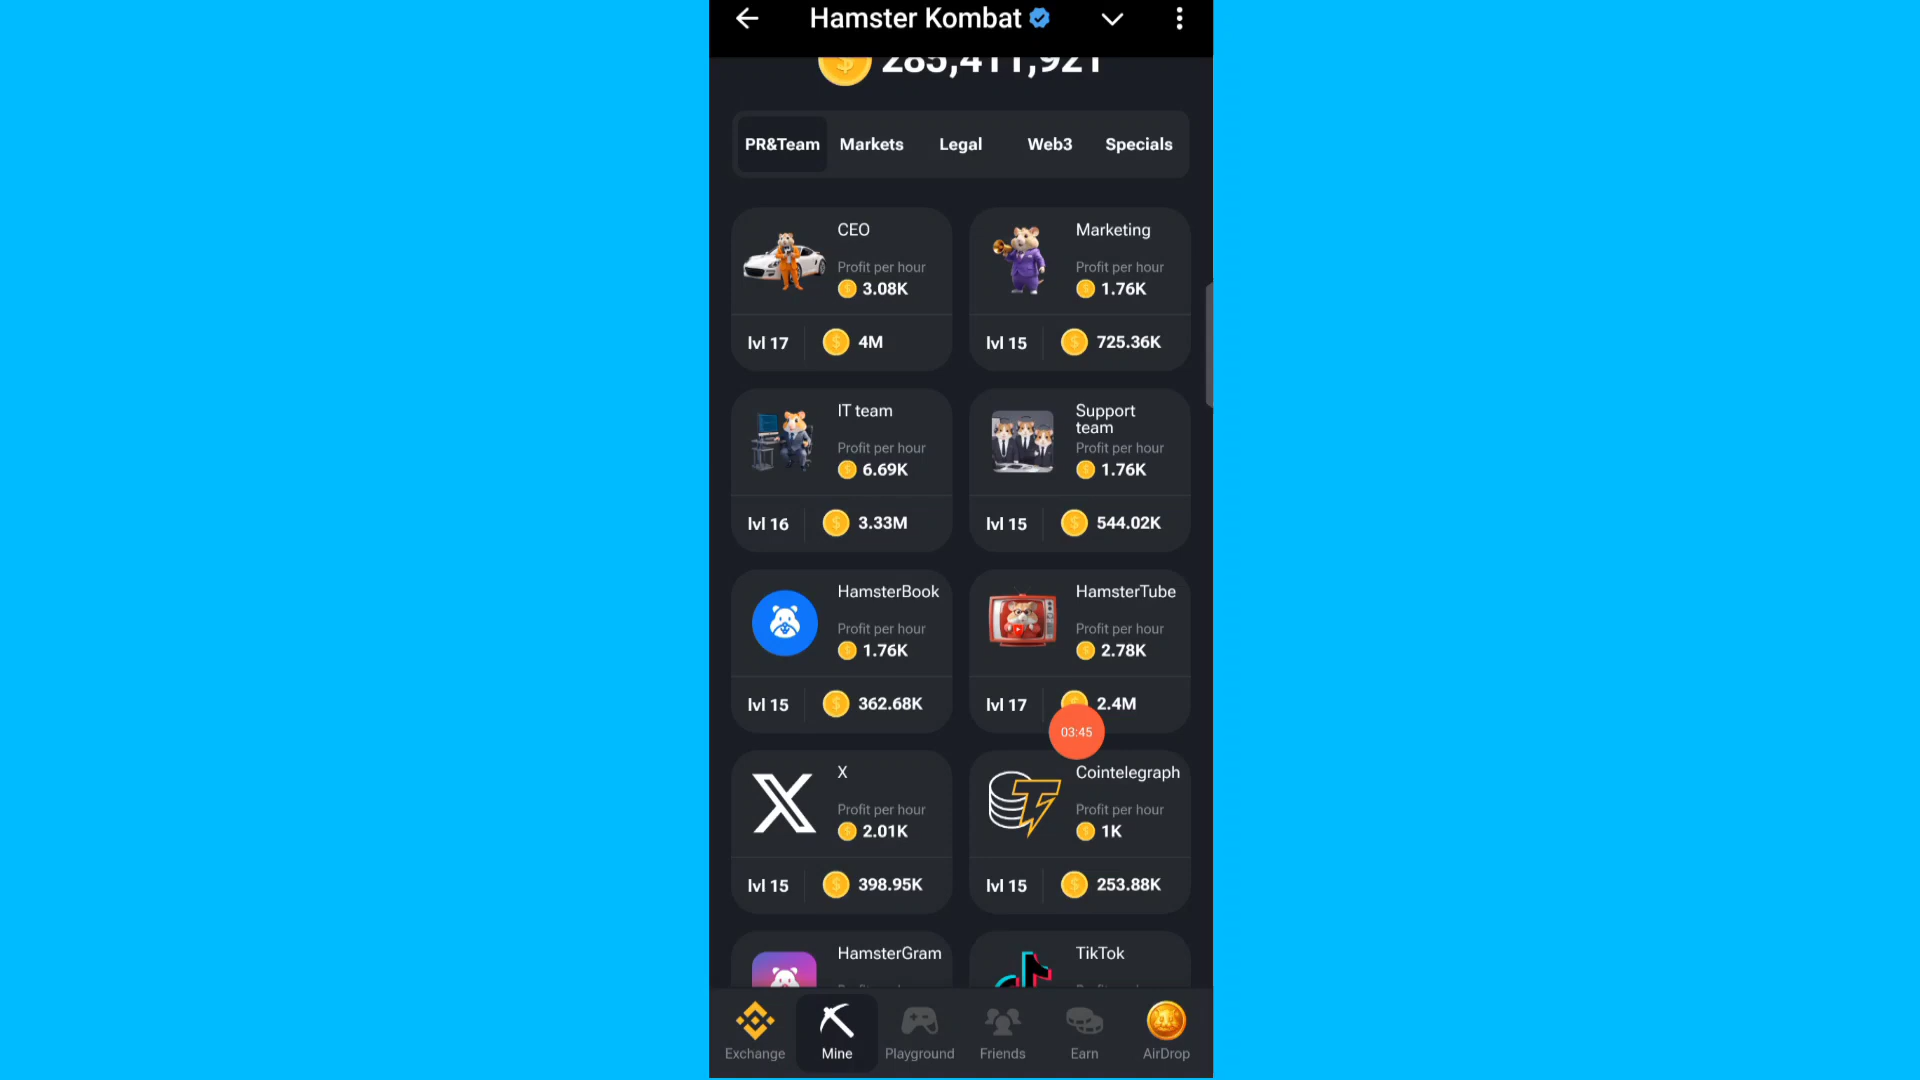 Hamster Kombat
285,411,921
PR&Team Markets Legal Web3 Specials
CEO
Profit per hour
3.08K
lvl 17 4M
Marketing
Profit per hour
1.76K
lvl 15 725.36K
IT team
Profit per hour
6.69K
lvl 16 3.33M
Support
team
Profit per hour
1.76K
lvl 15 544.02K
HamsterBook
Profit per hour
1.76K
lvl 15 362.68K
HamsterTube
Profit per hour
2.78K
lvl 17 2.4M
03:45
X
Profit per hour
2.01K
lvl 15 398.95K
Cointelegraph
Profit per hour
1K
lvl 15 253.88K
HamsterGram
TikTok
Exchange Mine Playground Friends Earn AirDrop